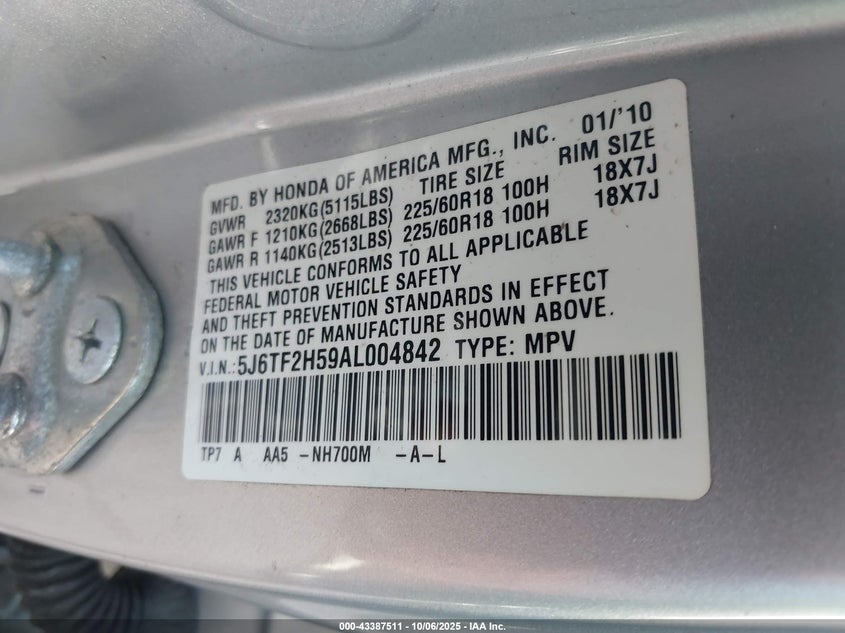 MFD. BY HONDA OF AMERICA MFG., INC. 01/'10
GVWR 2320KG(5115LBS) TIRE SIZE RIM SIZE
GAWR F 1210KG(2668LBS) 225/60R18 100H 18X7J
GAWR R 1140KG(2513LBS) 225/60R18 100H 18X7J
THIS VEHICLE CONFORMS TO ALL APPLICABLE
FEDERAL MOTOR VEHICLE SAFETY
AND THEFT PREVENTION STANDARDS IN EFFECT
ON THE DATE OF MANUFACTURE SHOWN ABOVE.
V.I.N.:5J6TF2H59AL004842 TYPE: MPV
TP7 A AA5 -NH700M -A-L
000-43387511 - 10/06/2025 - IAA Inc.